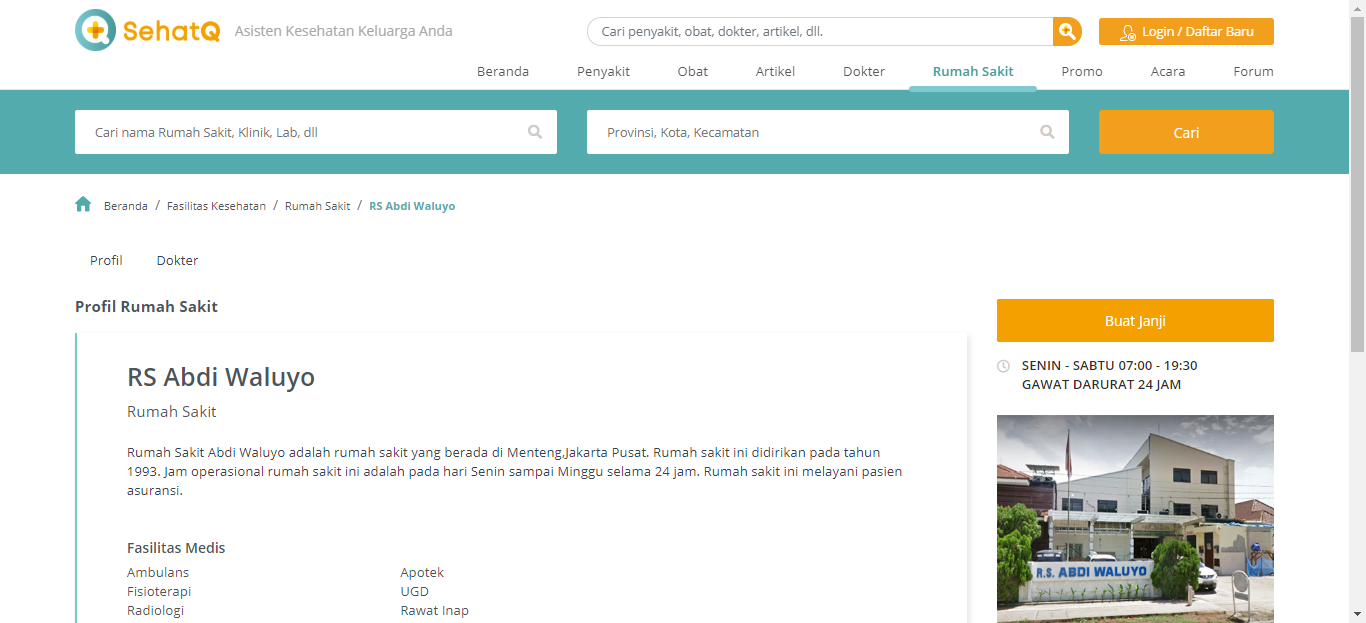 SehatQ
Asisten Kesehatan Keluarga Anda
Cari penyakit, obat, dokter, artikel, dll.
Login / Daftar Baru
Beranda
Penyakit
Obat
Artikel
Dokter
Rumah Sakit
Promo
Acara
Forum
Cari nama Rumah Sakit, Klinik, Lab, dll
Provinsi, Kota, Kecamatan
Cari
Beranda / Fasilitas Kesehatan / Rumah Sakit / RS Abdi Waluyo
Profil
Dokter
Profil Rumah Sakit
RS Abdi Waluyo
Rumah Sakit
Rumah Sakit Abdi Waluyo adalah rumah sakit yang berada di Menteng,Jakarta Pusat. Rumah sakit ini didirikan pada tahun
1993. Jam operasional rumah sakit ini adalah pada hari Senin sampai Minggu selama 24 jam. Rumah sakit ini melayani pasien
asuransi.
Fasilitas Medis
Ambulans
Apotek
Fisioterapi
UGD
Radiologi
Rawat Inap
Buat Janji
SENIN - SABTU 07:00 - 19:30
GAWAT DARURAT 24 JAM
R.S. ABDI WALUYO